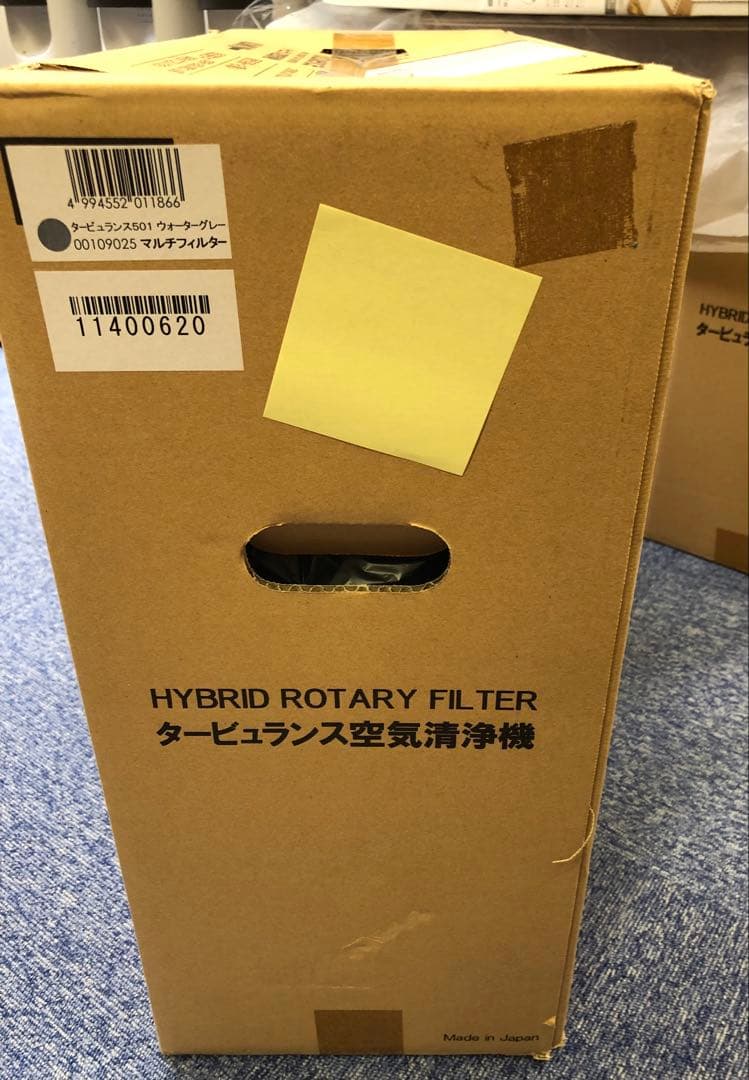 4 994552 011866
タービュランス501 ウォーターグレー
00109025 マルチフィルター
11400620
HYBRID ROTARY FILTER
タービュランス空気清浄機
Made in Japan
HYBRID
タービュ